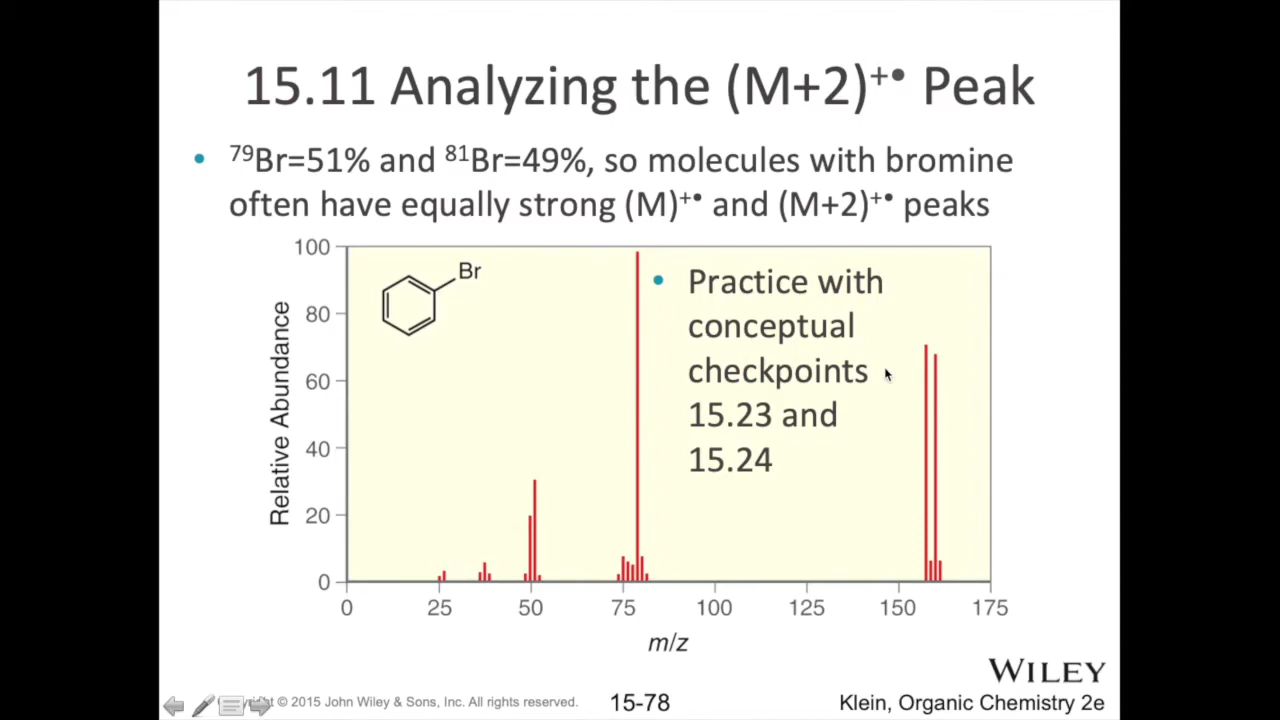 15.11 Analyzing the (M+2)⁺• Peak
• ⁷⁹Br=51% and ⁸¹Br=49%, so molecules with bromine
often have equally strong (M)⁺• and (M+2)⁺• peaks
100
80
60
40
20
0
Relative Abundance
Br
• Practice with
conceptual
checkpoints
15.23 and
15.24
0 25 50 75 100 125 150 175
m/z
WILEY
© 2015 John Wiley & Sons, Inc. All rights reserved.
15-78
Klein, Organic Chemistry 2e